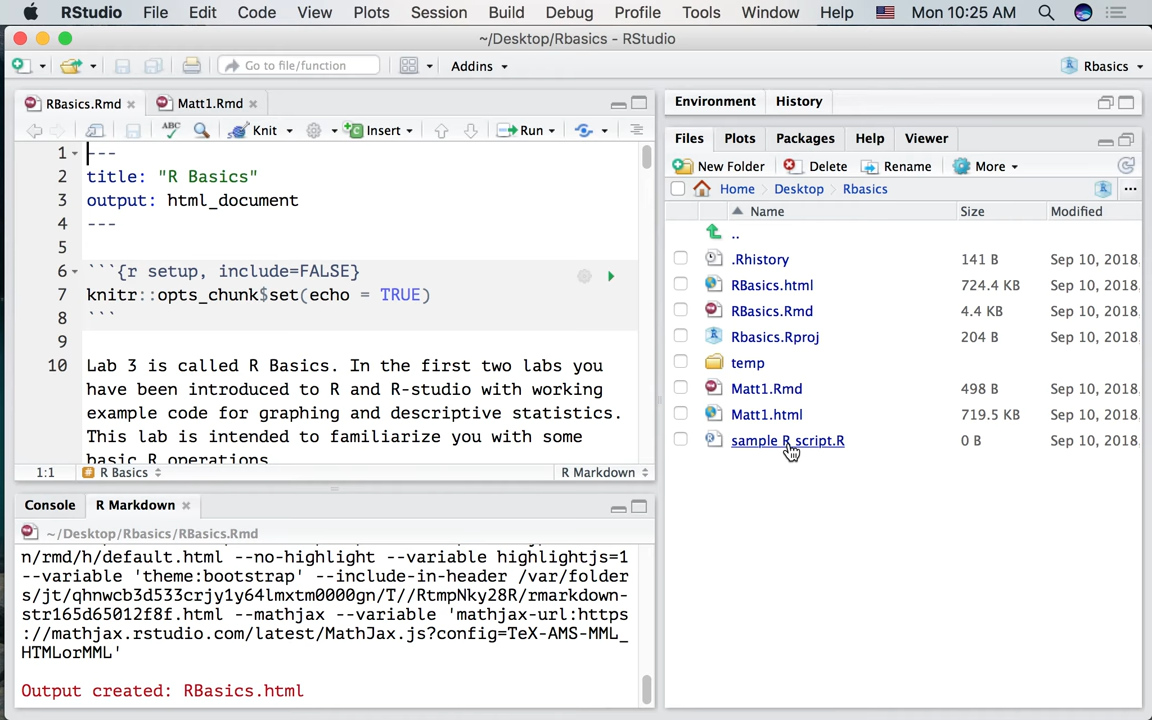 RStudio File Edit Code View Plots Session Build Debug Profile Tools Window Help Mon 10:25 AM
~/Desktop/Rbasics - RStudio
Go to file/function Addins Rbasics
RBasics.Rmd Matt1.Rmd
ABC Knit Insert Run
1 ---
2 title: "R Basics"
3 output: html_document
4 ---
5
6 ```{r setup, include=FALSE}
7 knitr::opts_chunk$set(echo = TRUE)
8 ```
9
10 Lab 3 is called R Basics. In the first two labs you
have been introduced to R and R-studio with working
example code for graphing and descriptive statistics.
This lab is intended to familiarize you with some
basic R operations
1:1 # R Basics R Markdown
Console R Markdown
~/Desktop/Rbasics/RBasics.Rmd
n/rmd/h/default.html --no-highlight --variable highlightjs=1
--variable 'theme:bootstrap' --include-in-header /var/folder
s/jt/qhnwcb3d533crjy1y64lmxtm0000gn/T//RtmpNky28R/rmarkdown-
str165d65012f8f.html --mathjax --variable 'mathjax-url:https
://mathjax.rstudio.com/latest/MathJax.js?config=TeX-AMS-MML_
HTMLorMML'
Output created: RBasics.html
Environment History
Files Plots Packages Help Viewer
New Folder Delete Rename More
Home Desktop Rbasics ...
Name Size Modified
..
.Rhistory 141 B Sep 10, 2018,
RBasics.html 724.4 KB Sep 10, 2018,
RBasics.Rmd 4.4 KB Sep 10, 2018,
Rbasics.Rproj 204 B Sep 10, 2018,
temp
Matt1.Rmd 498 B Sep 10, 2018,
Matt1.html 719.5 KB Sep 10, 2018,
sample R script.R 0 B Sep 10, 2018,